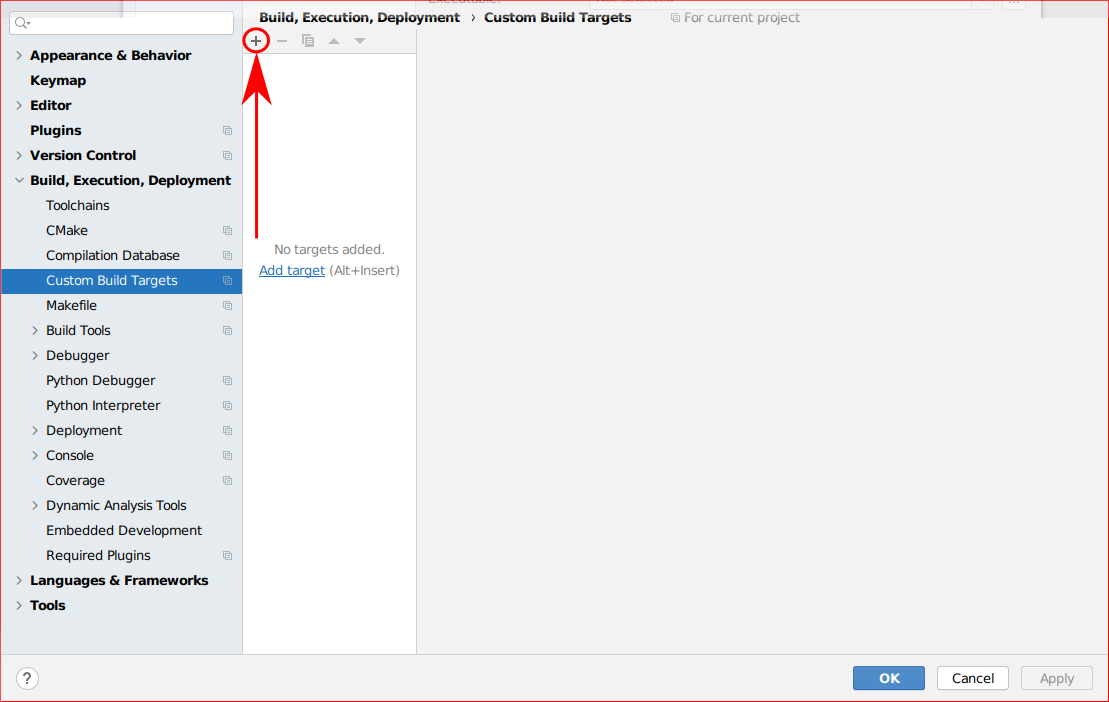 Build, Execution, Deployment › Custom Build Targets For current project
Appearance & Behavior
Keymap
Editor
Plugins
Version Control
Build, Execution, Deployment
Toolchains
CMake
Compilation Database
Custom Build Targets
Makefile
Build Tools
Debugger
Python Debugger
Python Interpreter
Deployment
Console
Coverage
Dynamic Analysis Tools
Embedded Development
Required Plugins
Languages & Frameworks
Tools
No targets added.
Add target (Alt+Insert)
?
OK
Cancel
Apply